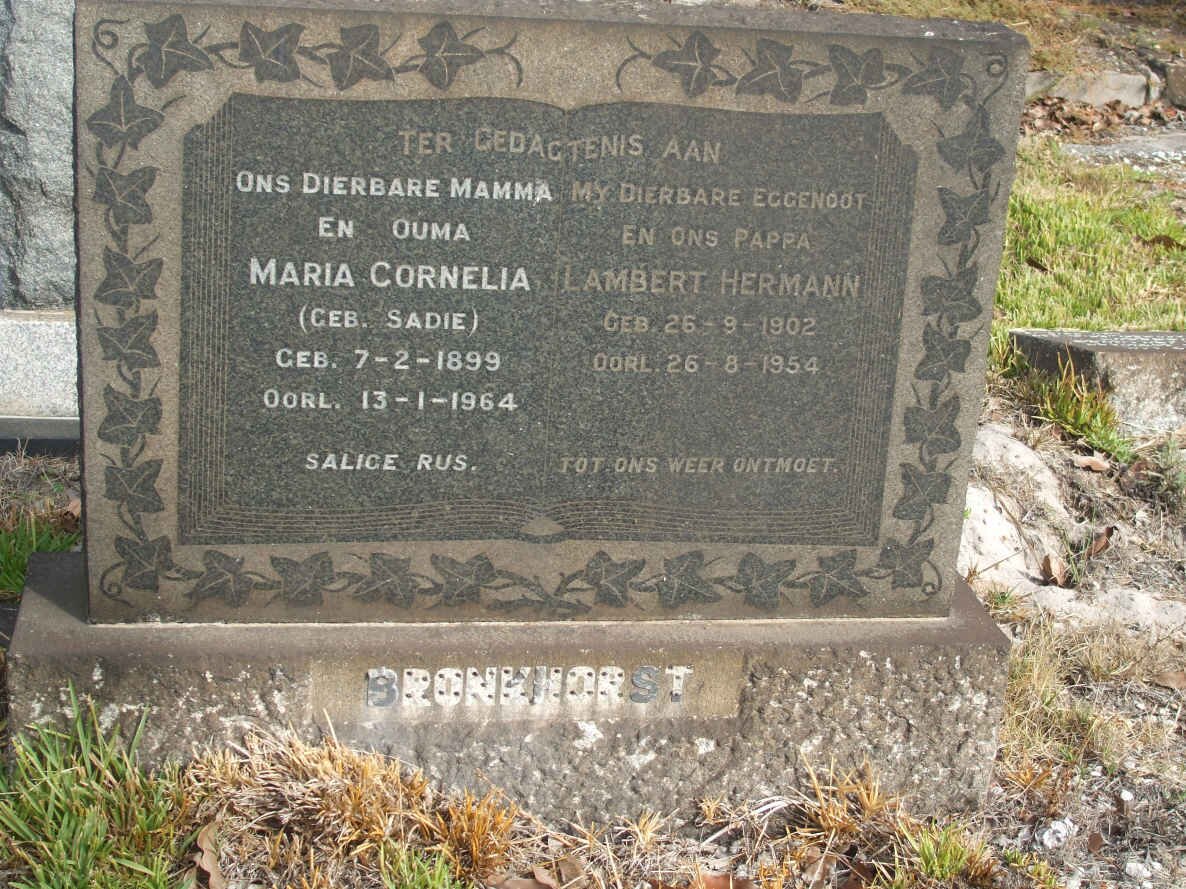 TER GEDAGTENIS AAN
ONS DIERBARE MAMMA
EN OUMA
MARIA CORNELIA
(GEB. SADIE)
GEB. 7-2-1899
OORL. 13-1-1964
SALIGE RUS.
MY DIERBARE EGGENOOT
EN ONS PAPPA
LAMBERT HERMANN
GEB. 26-9-1902
OORL. 26-8-1954
TOT ONS WEER ONTMOET.
BRONKHORST